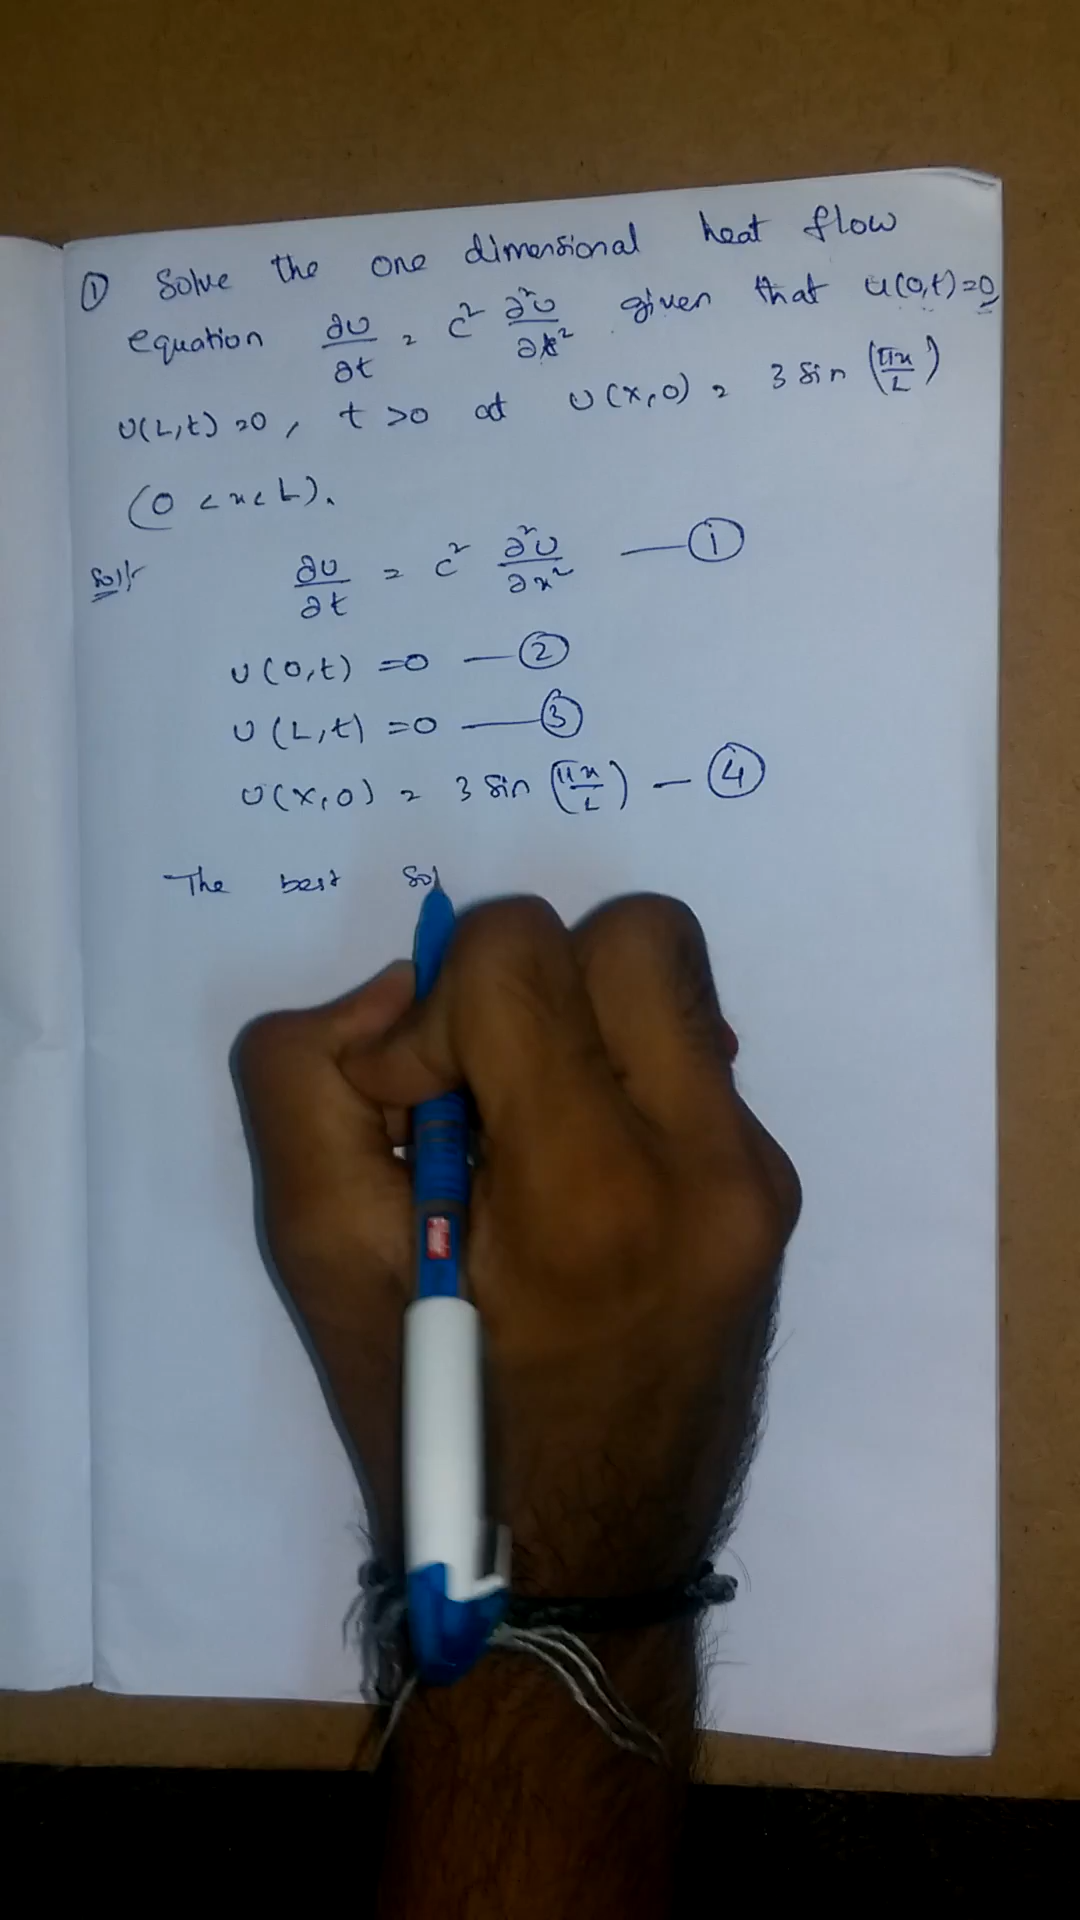 ① Solve the one dimensional heat flow
equation ∂u/∂t = c² ∂²u/∂x² given that u(0,t)=0
u(L,t)=0, t>0 at u(x,0) = 3 sin (πx/L)
(0<x<L).
Sol:- ∂u/∂t = c² ∂²u/∂x² — ①
u(0,t)=0 — ②
u(L,t)=0 — ③
u(x,0) = 3 sin (πx/L) — ④
The best Sol